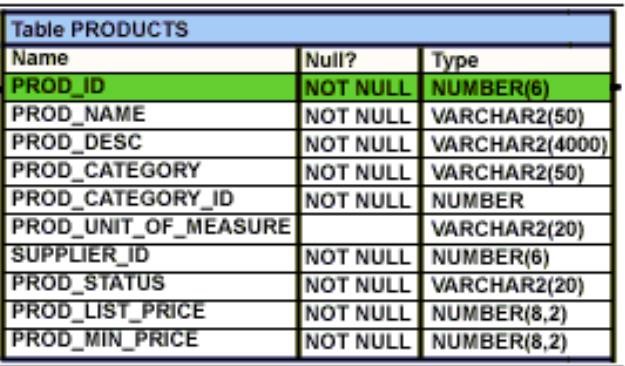 Table PRODUCTS
Name Null? Type
PROD_ID NOT NULL NUMBER(6)
PROD_NAME NOT NULL VARCHAR2(50)
PROD_DESC NOT NULL VARCHAR2(4000)
PROD_CATEGORY NOT NULL VARCHAR2(50)
PROD_CATEGORY_ID NOT NULL NUMBER
PROD_UNIT_OF_MEASURE VARCHAR2(20)
SUPPLIER_ID NOT NULL NUMBER(6)
PROD_STATUS NOT NULL VARCHAR2(20)
PROD_LIST_PRICE NOT NULL NUMBER(8,2)
PROD_MIN_PRICE NOT NULL NUMBER(8,2)